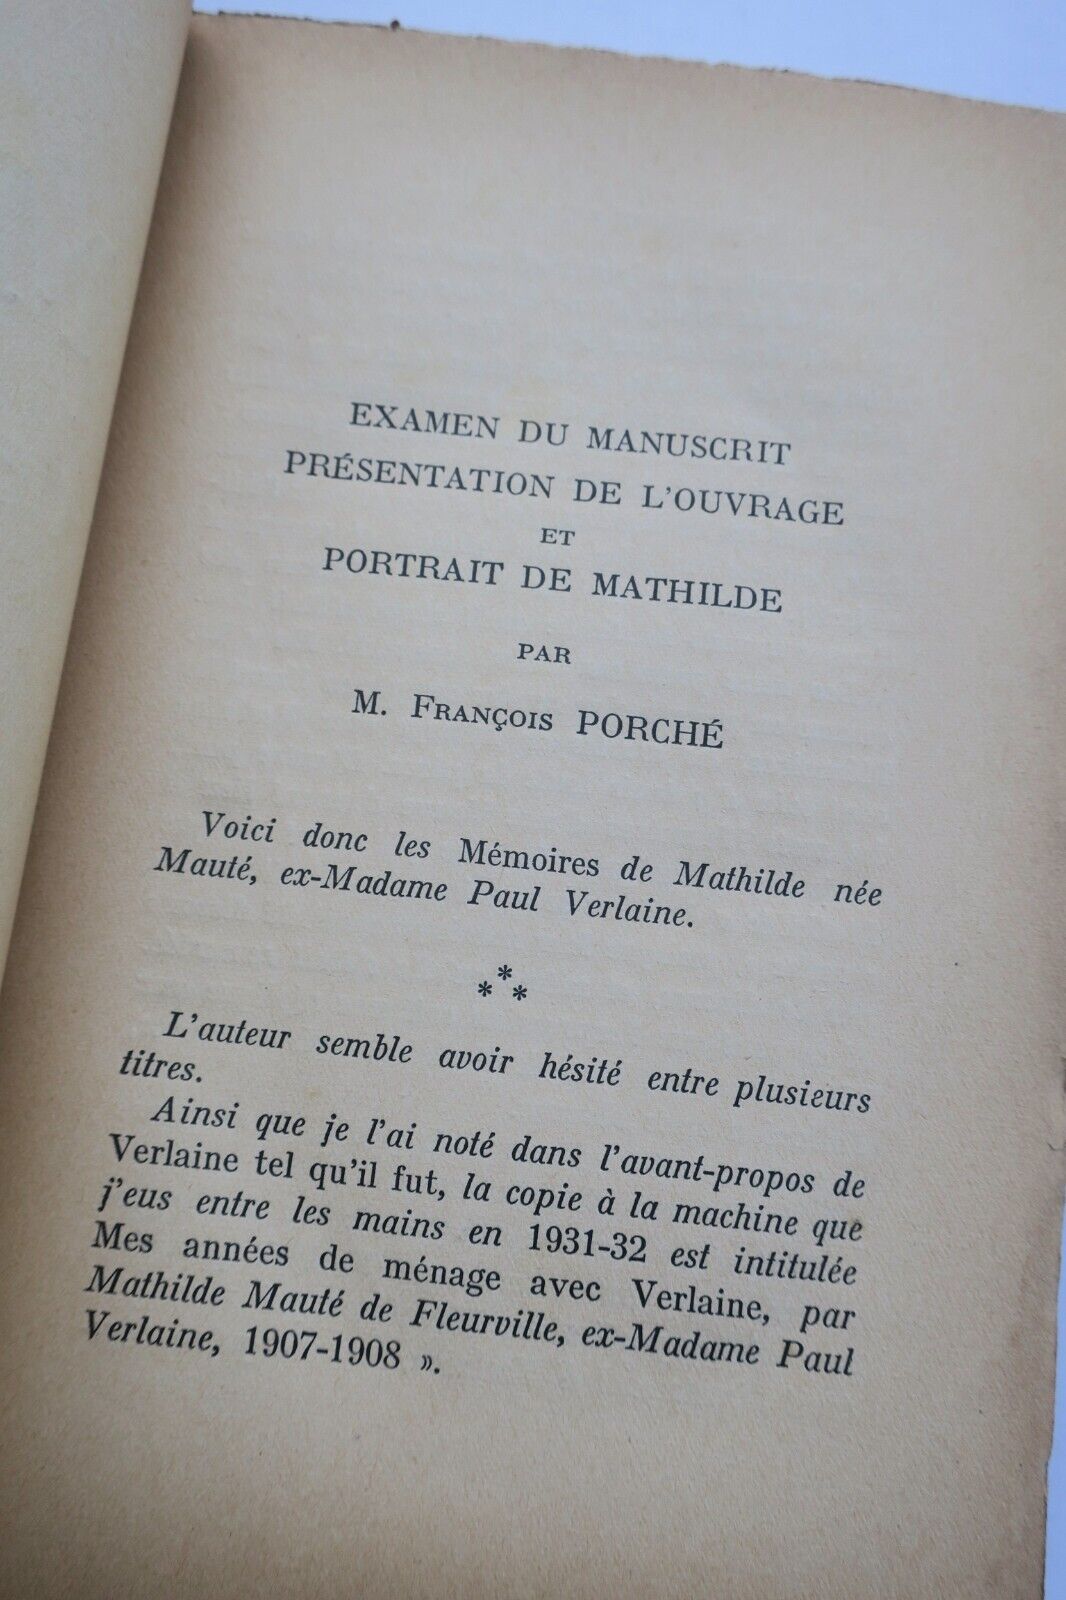 EXAMEN DU MANUSCRIT
PRÉSENTATION DE L'OUVRAGE
ET
PORTRAIT DE MATHILDE
PAR
M. FRANÇOIS PORCHÉ
Voici donc les Mémoires de Mathilde née
Mauté, ex-Madame Paul Verlaine.
***
L'auteur semble avoir hésité entre plusieurs
titres.
Ainsi que je l'ai noté dans l'avant-propos de
Verlaine tel qu'il fut, la copie à la machine que
j'eus entre les mains en 1931-32 est intitulée
Mes années de ménage avec Verlaine, par
Mathilde Mauté de Fleurville, ex-Madame Paul
Verlaine, 1907-1908 ».